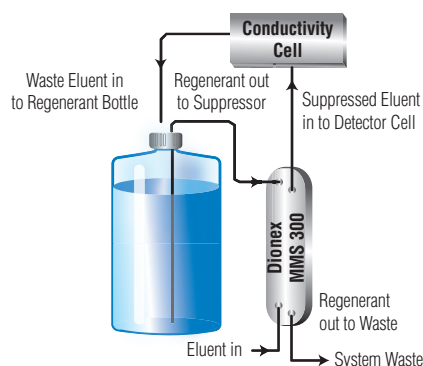 Conductivity
Cell
Waste Eluent in
to Regenerant Bottle
Regenerant out
to Suppressor
Suppressed Eluent
in to Detector Cell
Dionex
MMS 300
Regenerant
out to Waste
Eluent in
System Waste